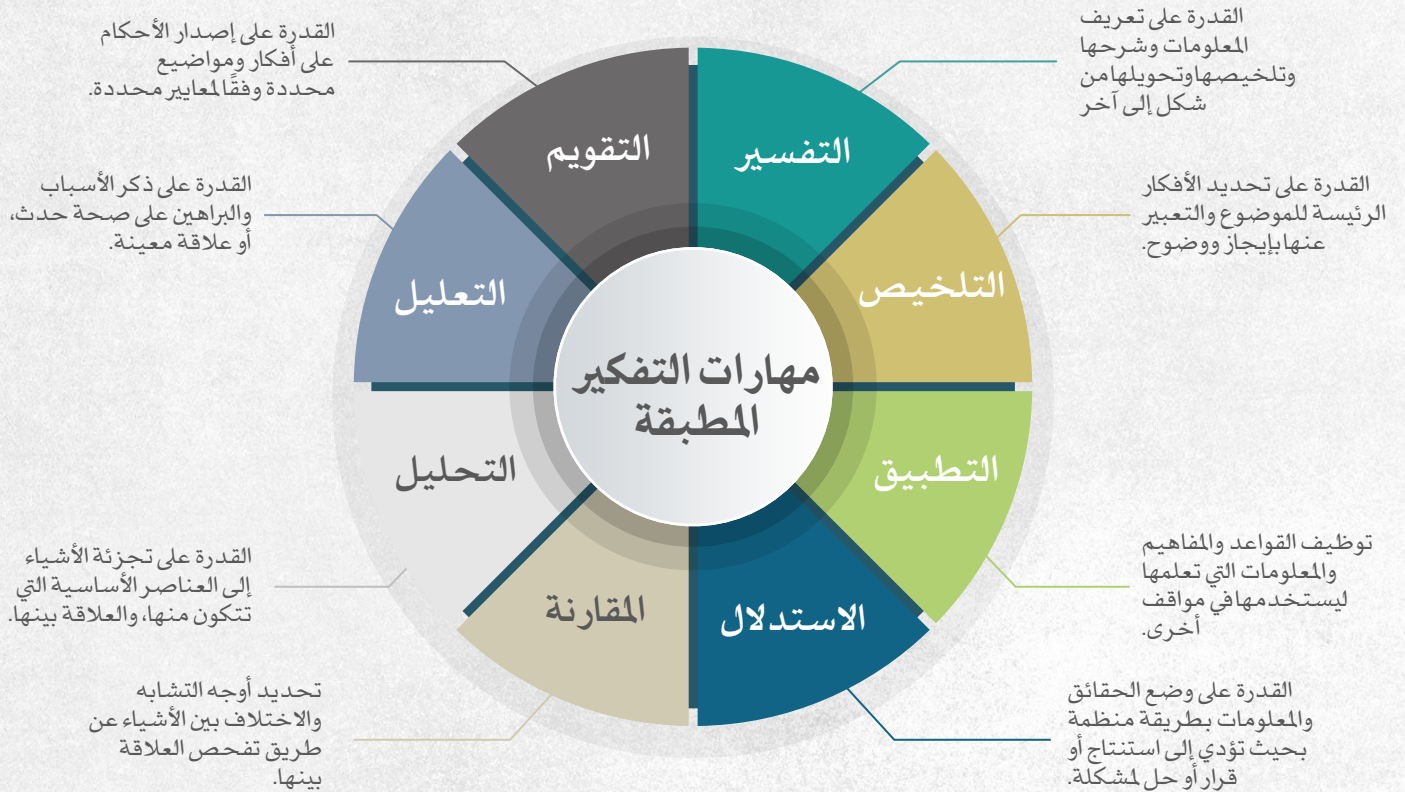 مهارات التفكير
المطبقة
التفسير
القدرة على تعريف
المعلومات وشرحها
وتلخيصهاوتحويلهامن
شكل إلى آخر
التلخيص
القدرة على تحديد الأفكار
الرئيسة للموضوع والتعبير
عنهابإيجاز ووضوح.
التطبيق
توظيف القواعد والمفاهيم
والمعلومات التي تعلمها
ليستخدمهافي مواقف
أخرى.
الاستدلال
القدرة على وضع الحقائق
والمعلومات بطريقة منظمة
بحيث تؤدي إلى استنتاج أو
قرار أو حل لمشكلة.
المقارنة
تحديد أوجه التشابه
والاختلاف بين الأشياء عن
طريق تفحص العلاقة
بينها.
التحليل
القدرة على تجزئة الأشياء
إلى العناصر الأساسية التي
تتكون منها، والعلاقة بينها.
التعليل
القدرة على ذكر الأسباب
والبراهين على صحة حدث،
أو علاقة معينة.
التقويم
القدرة على إصدار الأحكام
على أفكار ومواضيع
محددة وفقًا لمعايير محددة.